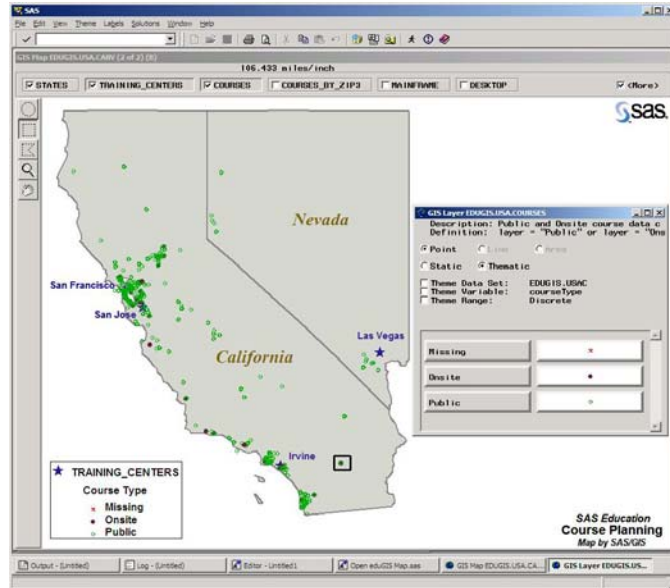 SAS
File Edit View Theme Labels Solutions Window Help
GIS Map EDUGIS.USA.CANV (2 of 2) (E)
106.433 miles/inch
STATES TRAINING_CENTERS COURSES COURSES_BY_ZIP3 MAINFRAME DESKTOP <More>
sas.
Nevada
GIS Layer EDUGIS.USA.COURSES
Description: Public and Onsite course data c
Definition: layer = "Public" or layer = "Ons
Point Line Area
Static Thematic
Theme Data Set: EDUGIS.USAC
Theme Variable: courseType
Theme Range: Discrete
Missing
Onsite
Public
San Francisco
San Jose
Las Vegas
California
Irvine
TRAINING_CENTERS
Course Type
Missing
Onsite
Public
SAS Education
Course Planning
Map by SAS/GIS
Output - (Untitled) Log - (Untitled) Editor - Untitled1 Open eduGIS Map.sas GIS Map EDUGIS.USA.CA... GIS Layer EDUGIS.US...